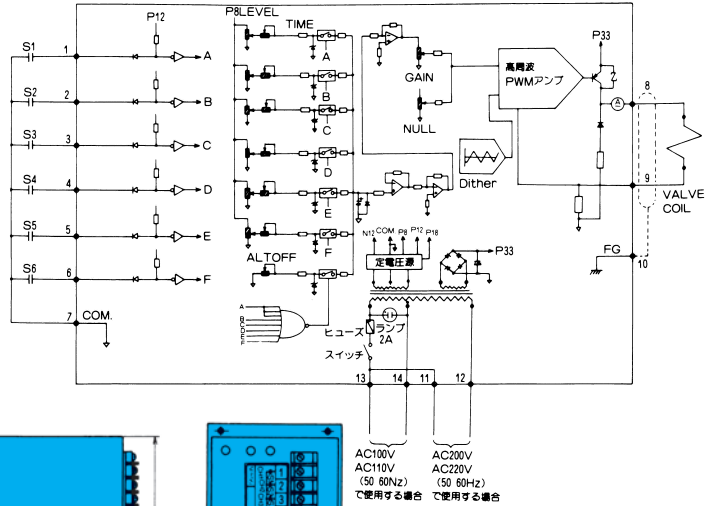 P12
P8LEVEL
TIME
P33
S1
1
A
A
高周波
PWMアンプ
GAIN
8
S2
2
B
B
NULL
A
S3
3
C
C
Dither
S4
4
D
D
9
VALVE
COIL
S5
5
E
E
N12
COM.
P8
P12
P18
P33
定電圧源
S6
6
F
F
FG
10
ALTOFF
7
COM.
A
B
C
D
E
F
ヒューズ
ランプ
2A
スイッチ
13
14
11
12
AC100V
AC110V
(50 60Nz)
で使用する場合
AC200V
AC220V
(50 60Hz)
で使用する場合
1
2
3